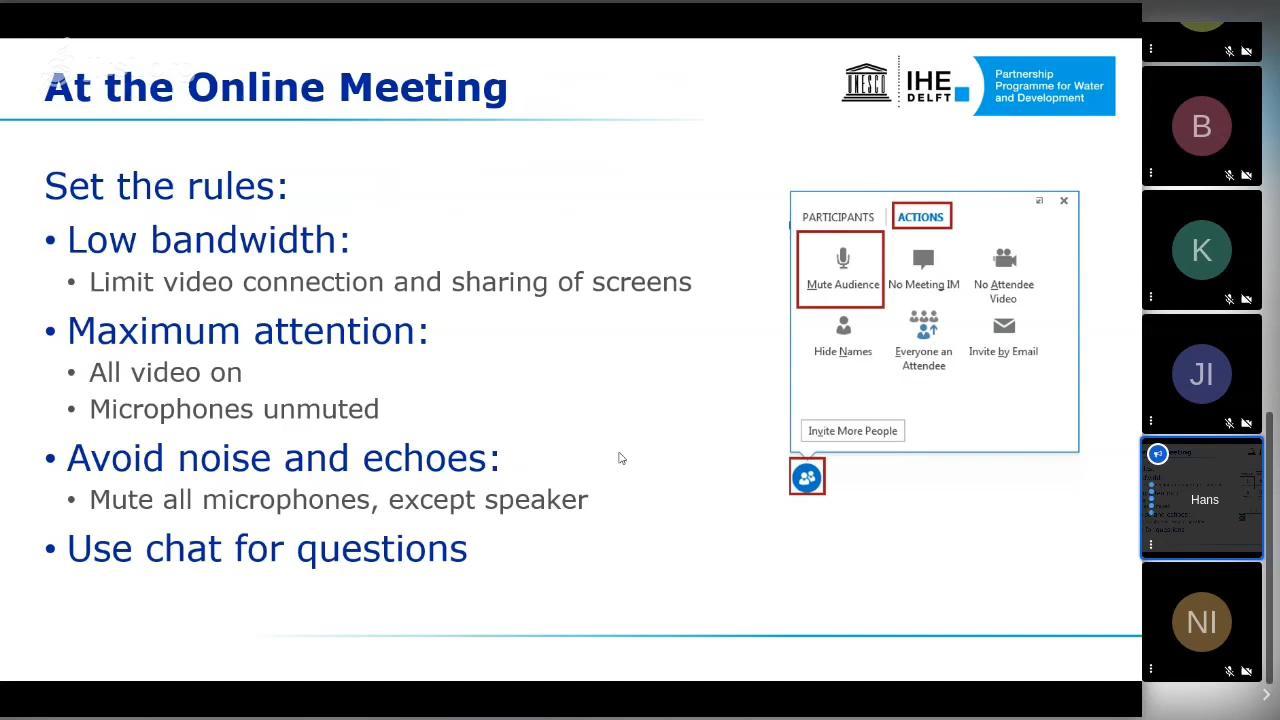 At the Online Meeting
UNESCO
IHE
DELFT
Partnership
Programme for Water
and Development
Set the rules:
• Low bandwidth:
• Limit video connection and sharing of screens
• Maximum attention:
• All video on
• Microphones unmuted
• Avoid noise and echoes:
• Mute all microphones, except speaker
• Use chat for questions
PARTICIPANTS
ACTIONS
Mute Audience
No Meeting IM
No Attendee
Video
Hide Names
Everyone an
Attendee
Invite by Email
Invite More People
B
K
JI
Hans
NI